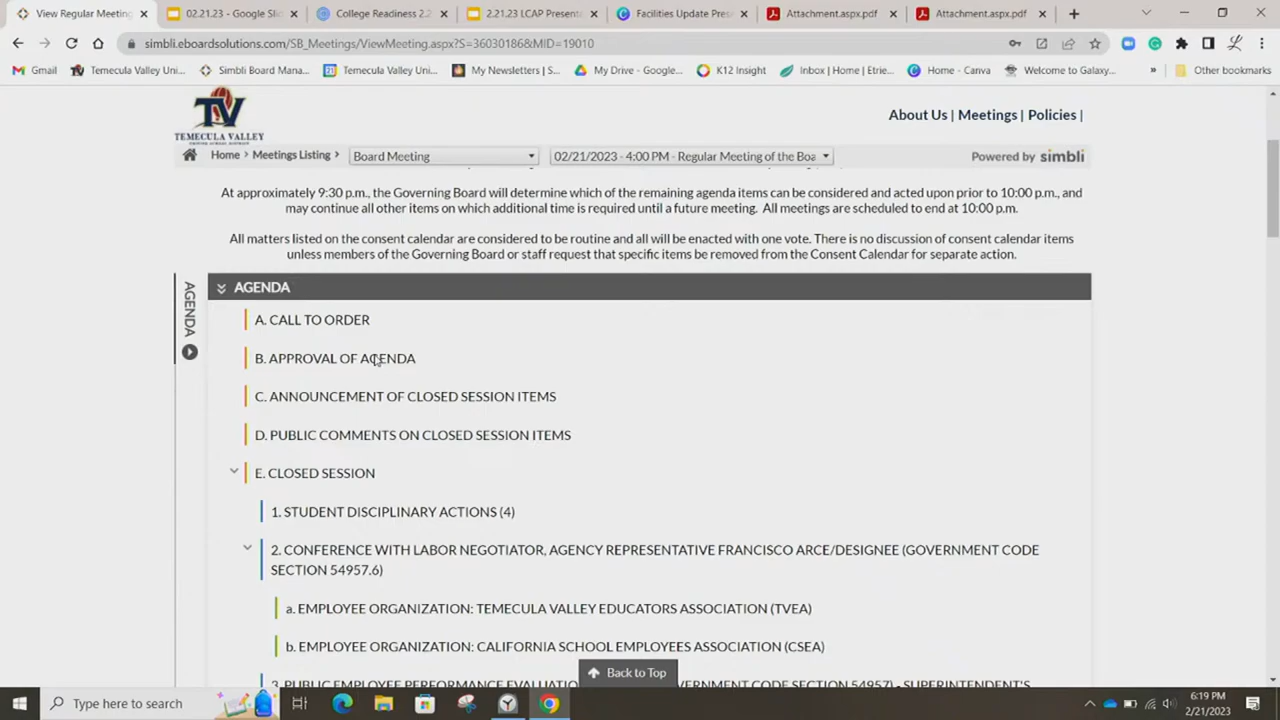 View Regular Meeting
02.21.23 - Google Slid
College Readiness 2.2
2.21.23 LCAP Present
Facilities Update Pres
Attachment.aspx.pdf
Attachment.aspx.pdf
simbli.eboardsolutions.com/SB_Meetings/ViewMeeting.aspx?S=36030186&MID=19010
Gmail
Temecula Valley Uni...
Simbli Board Mana...
Temecula Valley Uni...
My Newsletters | S...
My Drive - Google...
K12 Insight
Inbox | Home | Etrie...
Home - Canva
Welcome to Galaxy...
» Other bookmarks
TV
TEMECULA VALLEY
About Us | Meetings | Policies |
Home > Meetings Listing >
Board Meeting
02/21/2023 - 4:00 PM - Regular Meeting of the Boa
Powered by simbli
At approximately 9:30 p.m., the Governing Board will determine which of the remaining agenda items can be considered and acted upon prior to 10:00 p.m., and
may continue all other items on which additional time is required until a future meeting. All meetings are scheduled to end at 10:00 p.m.
All matters listed on the consent calendar are considered to be routine and all will be enacted with one vote. There is no discussion of consent calendar items
unless members of the Governing Board or staff request that specific items be removed from the Consent Calendar for separate action.
AGENDA
AGENDA
A. CALL TO ORDER
B. APPROVAL OF AGENDA
C. ANNOUNCEMENT OF CLOSED SESSION ITEMS
D. PUBLIC COMMENTS ON CLOSED SESSION ITEMS
E. CLOSED SESSION
1. STUDENT DISCIPLINARY ACTIONS (4)
2. CONFERENCE WITH LABOR NEGOTIATOR, AGENCY REPRESENTATIVE FRANCISCO ARCE/DESIGNEE (GOVERNMENT CODE
SECTION 54957.6)
a. EMPLOYEE ORGANIZATION: TEMECULA VALLEY EDUCATORS ASSOCIATION (TVEA)
b. EMPLOYEE ORGANIZATION: CALIFORNIA SCHOOL EMPLOYEES ASSOCIATION (CSEA)
Back to Top
3. PUBLIC EMPLOYEE PERFORMANCE EVALUATIO VERNMENT CODE SECTION 54957) - SUPERINTENDENT'S
Type here to search
6:19 PM
2/21/2023